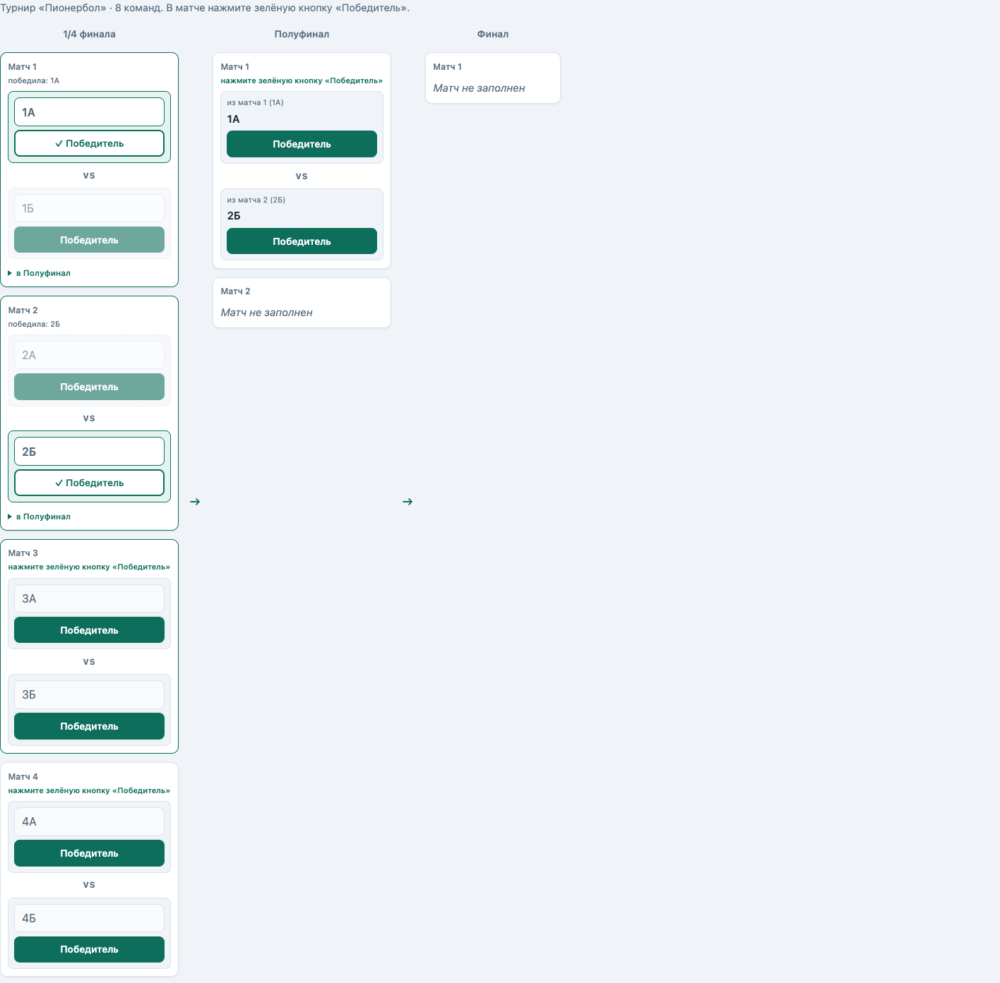 Турнир «Пионербол» · 8 команд. В матче нажмите зелёную кнопку «Победитель».
1/4 финала
Матч 1
победила: 1А
1А
✓ Победитель
VS
1Б
Победитель
▶ в Полуфинал
Матч 2
победила: 2Б
2А
Победитель
VS
2Б
✓ Победитель
▶ в Полуфинал
Матч 3
нажмите зелёную кнопку «Победитель»
3А
Победитель
VS
3Б
Победитель
Матч 4
нажмите зелёную кнопку «Победитель»
4А
Победитель
VS
4Б
Победитель
→
Полуфинал
Матч 1
нажмите зелёную кнопку «Победитель»
из матча 1 (1А)
1А
Победитель
VS
из матча 2 (2Б)
2Б
Победитель
Матч 2
Матч не заполнен
→
Финал
Матч 1
Матч не заполнен